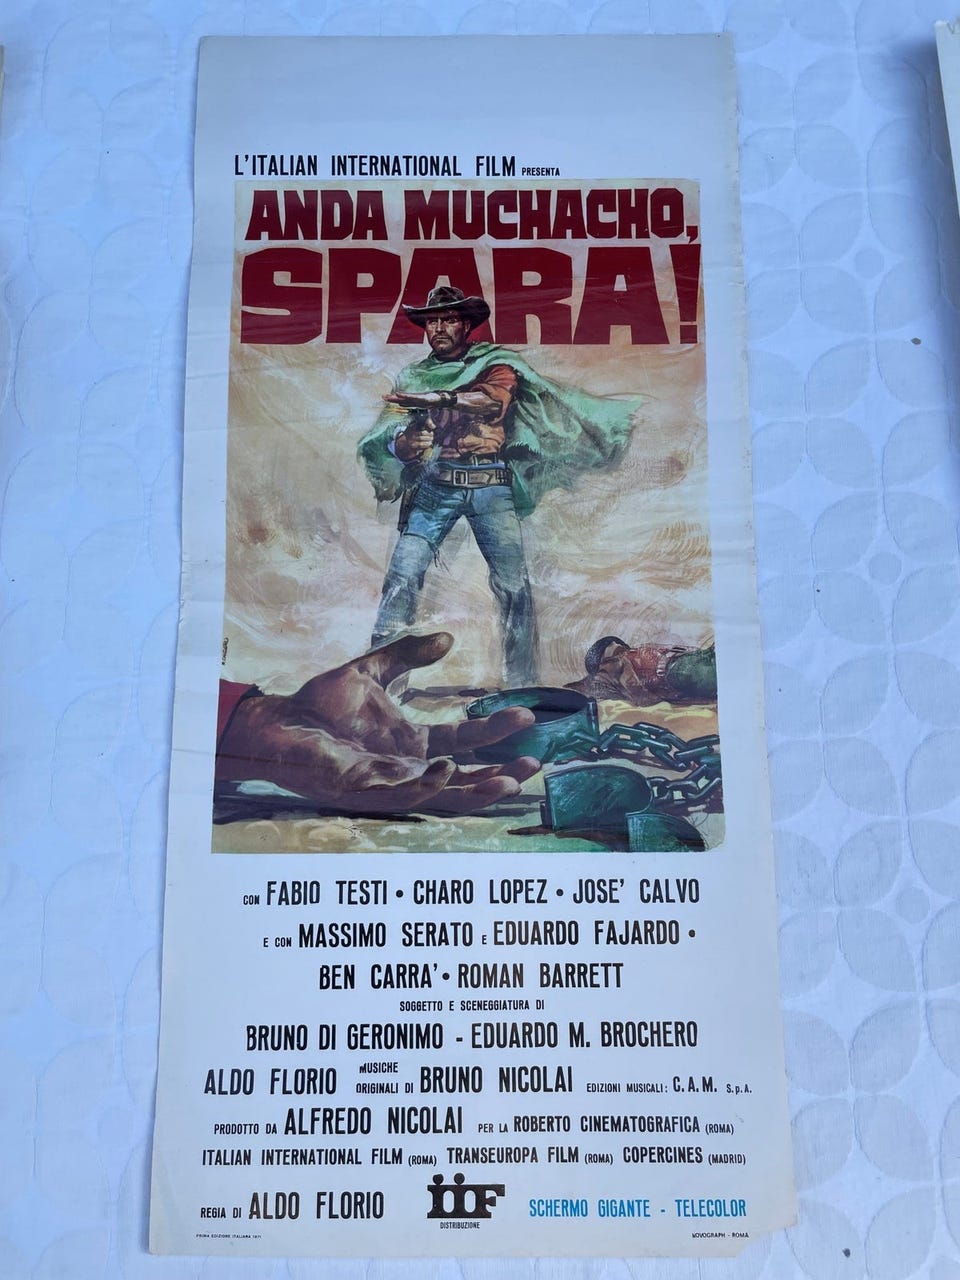 L'ITALIAN INTERNATIONAL FILM PRESENTA
ANDA MUCHACHO,
SPARA!
CON FABIO TESTI • CHARO LOPEZ • JOSE' CALVO
E CON MASSIMO SERATO E EDUARDO FAJARDO •
BEN CARRA' • ROMAN BARRETT
SOGGETTO E SCENEGGIATURA DI
BRUNO DI GERONIMO - EDUARDO M. BROCHERO
ALDO FLORIO MUSICHE ORIGINALI DI BRUNO NICOLAI EDIZIONI MUSICALI: C.A.M. S.p.A.
PRODOTTO DA ALFREDO NICOLAI PER LA ROBERTO CINEMATOGRAFICA (ROMA)
ITALIAN INTERNATIONAL FILM (ROMA) TRANSEUROPA FILM (ROMA) COPERCINES (MADRID)
REGIA DI ALDO FLORIO IIF DISTRIBUZIONE SCHERMO GIGANTE - TELECOLOR
PRIMA EDIZIONE ITALIANA 1971 NOVOGRAPH - ROMA